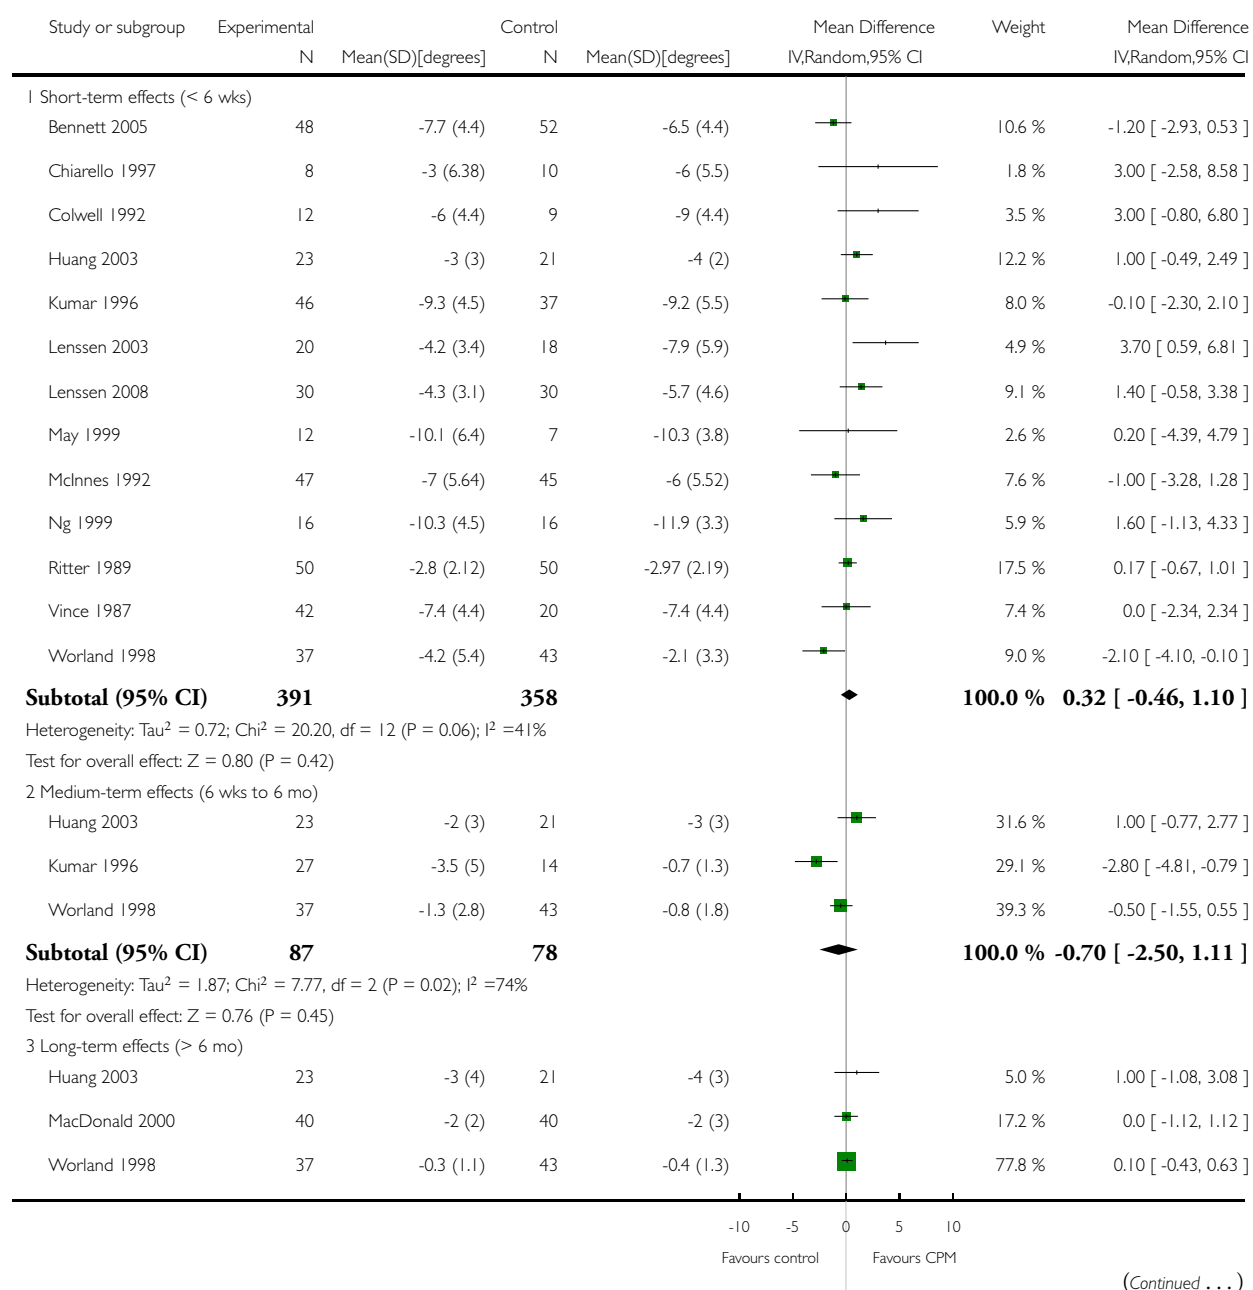 Study or subgroup Experimental Control Mean Difference Weight Mean Difference
N Mean(SD)[degrees] N Mean(SD)[degrees] IV,Random,95% CI IV,Random,95% CI
1 Short-term effects (< 6 wks)
Bennett 2005 48 -7.7 (4.4) 52 -6.5 (4.4) 10.6 % -1.20 [ -2.93, 0.53 ]
Chiarello 1997 8 -3 (6.38) 10 -6 (5.5) 1.8 % 3.00 [ -2.58, 8.58 ]
Colwell 1992 12 -6 (4.4) 9 -9 (4.4) 3.5 % 3.00 [ -0.80, 6.80 ]
Huang 2003 23 -3 (3) 21 -4 (2) 12.2 % 1.00 [ -0.49, 2.49 ]
Kumar 1996 46 -9.3 (4.5) 37 -9.2 (5.5) 8.0 % -0.10 [ -2.30, 2.10 ]
Lenssen 2003 20 -4.2 (3.4) 18 -7.9 (5.9) 4.9 % 3.70 [ 0.59, 6.81 ]
Lenssen 2008 30 -4.3 (3.1) 30 -5.7 (4.6) 9.1 % 1.40 [ -0.58, 3.38 ]
May 1999 12 -10.1 (6.4) 7 -10.3 (3.8) 2.6 % 0.20 [ -4.39, 4.79 ]
McInnes 1992 47 -7 (5.64) 45 -6 (5.52) 7.6 % -1.00 [ -3.28, 1.28 ]
Ng 1999 16 -10.3 (4.5) 16 -11.9 (3.3) 5.9 % 1.60 [ -1.13, 4.33 ]
Ritter 1989 50 -2.8 (2.12) 50 -2.97 (2.19) 17.5 % 0.17 [ -0.67, 1.01 ]
Vince 1987 42 -7.4 (4.4) 20 -7.4 (4.4) 7.4 % 0.0 [ -2.34, 2.34 ]
Worland 1998 37 -4.2 (5.4) 43 -2.1 (3.3) 9.0 % -2.10 [ -4.10, -0.10 ]
Subtotal (95% CI) 391 358 100.0 % 0.32 [ -0.46, 1.10 ]
Heterogeneity: Tau² = 0.72; Chi² = 20.20, df = 12 (P = 0.06); I² =41%
Test for overall effect: Z = 0.80 (P = 0.42)
2 Medium-term effects (6 wks to 6 mo)
Huang 2003 23 -2 (3) 21 -3 (3) 31.6 % 1.00 [ -0.77, 2.77 ]
Kumar 1996 27 -3.5 (5) 14 -0.7 (1.3) 29.1 % -2.80 [ -4.81, -0.79 ]
Worland 1998 37 -1.3 (2.8) 43 -0.8 (1.8) 39.3 % -0.50 [ -1.55, 0.55 ]
Subtotal (95% CI) 87 78 100.0 % -0.70 [ -2.50, 1.11 ]
Heterogeneity: Tau² = 1.87; Chi² = 7.77, df = 2 (P = 0.02); I² =74%
Test for overall effect: Z = 0.76 (P = 0.45)
3 Long-term effects (> 6 mo)
Huang 2003 23 -3 (4) 21 -4 (3) 5.0 % 1.00 [ -1.08, 3.08 ]
MacDonald 2000 40 -2 (2) 40 -2 (3) 17.2 % 0.0 [ -1.12, 1.12 ]
Worland 1998 37 -0.3 (1.1) 43 -0.4 (1.3) 77.8 % 0.10 [ -0.43, 0.63 ]
-10 -5 0 5 10
Favours control Favours CPM
(Continued . . . )